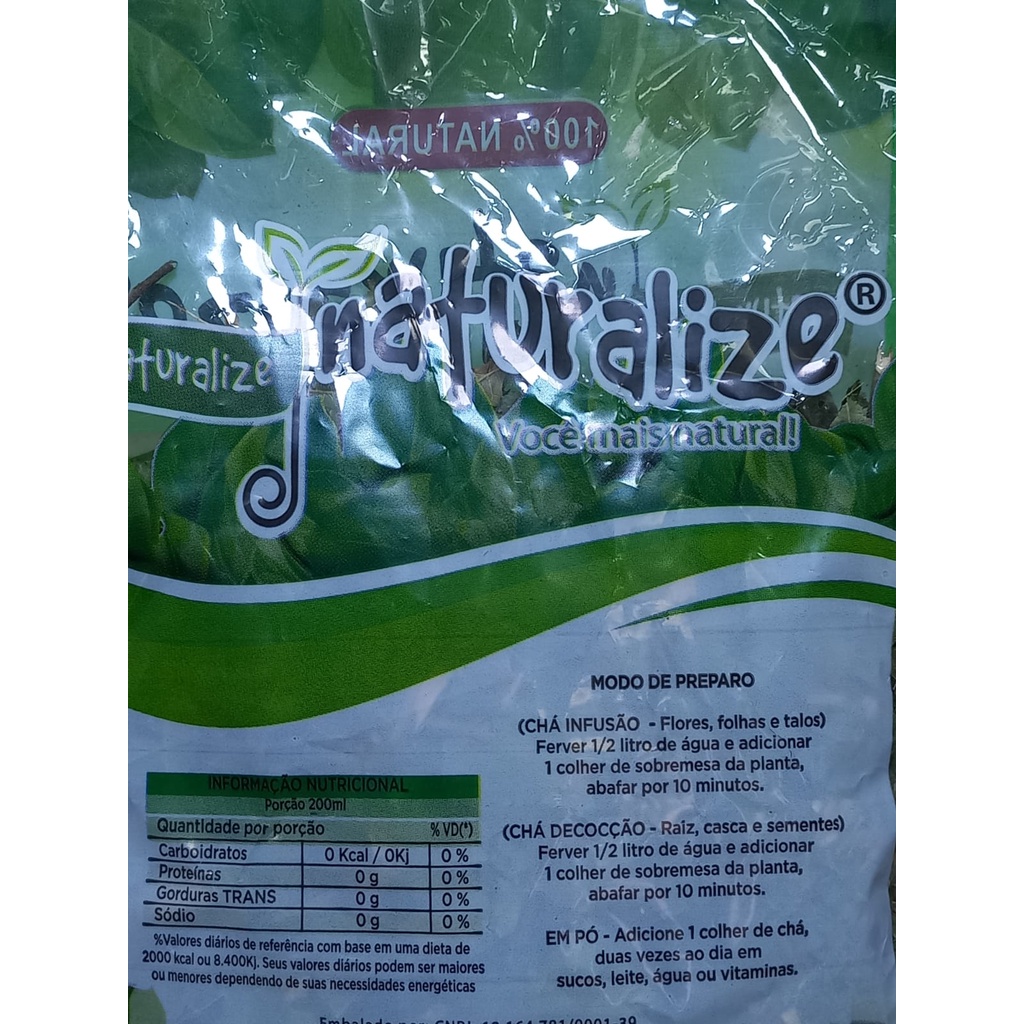 100% NATURAL
naturalize®
naturalize
Você mais natural!
MODO DE PREPARO
(CHÁ INFUSÃO - Flores, folhas e talos)
Ferver 1/2 litro de água e adicionar
1 colher de sobremesa da planta,
abafar por 10 minutos.
(CHÁ DECOCÇÃO - Raíz, casca e sementes)
Ferver 1/2 litro de água e adicionar
1 colher de sobremesa da planta,
abafar por 10 minutos.
EM PÓ - Adicione 1 colher de chá,
duas vezes ao dia em
sucos, leite, água ou vitaminas.
INFORMAÇÃO NUTRICIONAL
Porção 200ml
Quantidade por porção %VD(*)
Carboidratos 0 Kcal / 0Kj 0 %
Proteínas 0 g 0 %
Gorduras TRANS 0 g 0 %
Sódio 0 g 0 %
%Valores diários de referência com base em uma dieta de
2000 kcal ou 8.400Kj. Seus valores diários podem ser maiores
ou menores dependendo de suas necessidades energéticas
Embalado por CNPJ